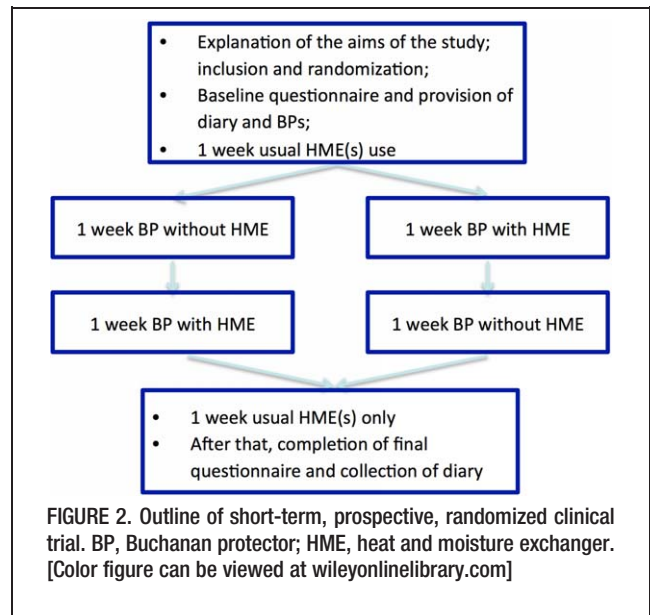 • Explanation of the aims of the study;
inclusion and randomization;
• Baseline questionnaire and provision of
diary and BPs;
• 1 week usual HME(s) use
1 week BP without HME
1 week BP with HME
1 week BP with HME
1 week BP without HME
• 1 week usual HME(s) only
• After that, completion of final
questionnaire and collection of diary
FIGURE 2. Outline of short-term, prospective, randomized clinical
trial. BP, Buchanan protector; HME, heat and moisture exchanger.
[Color figure can be viewed at wileyonlinelibrary.com]